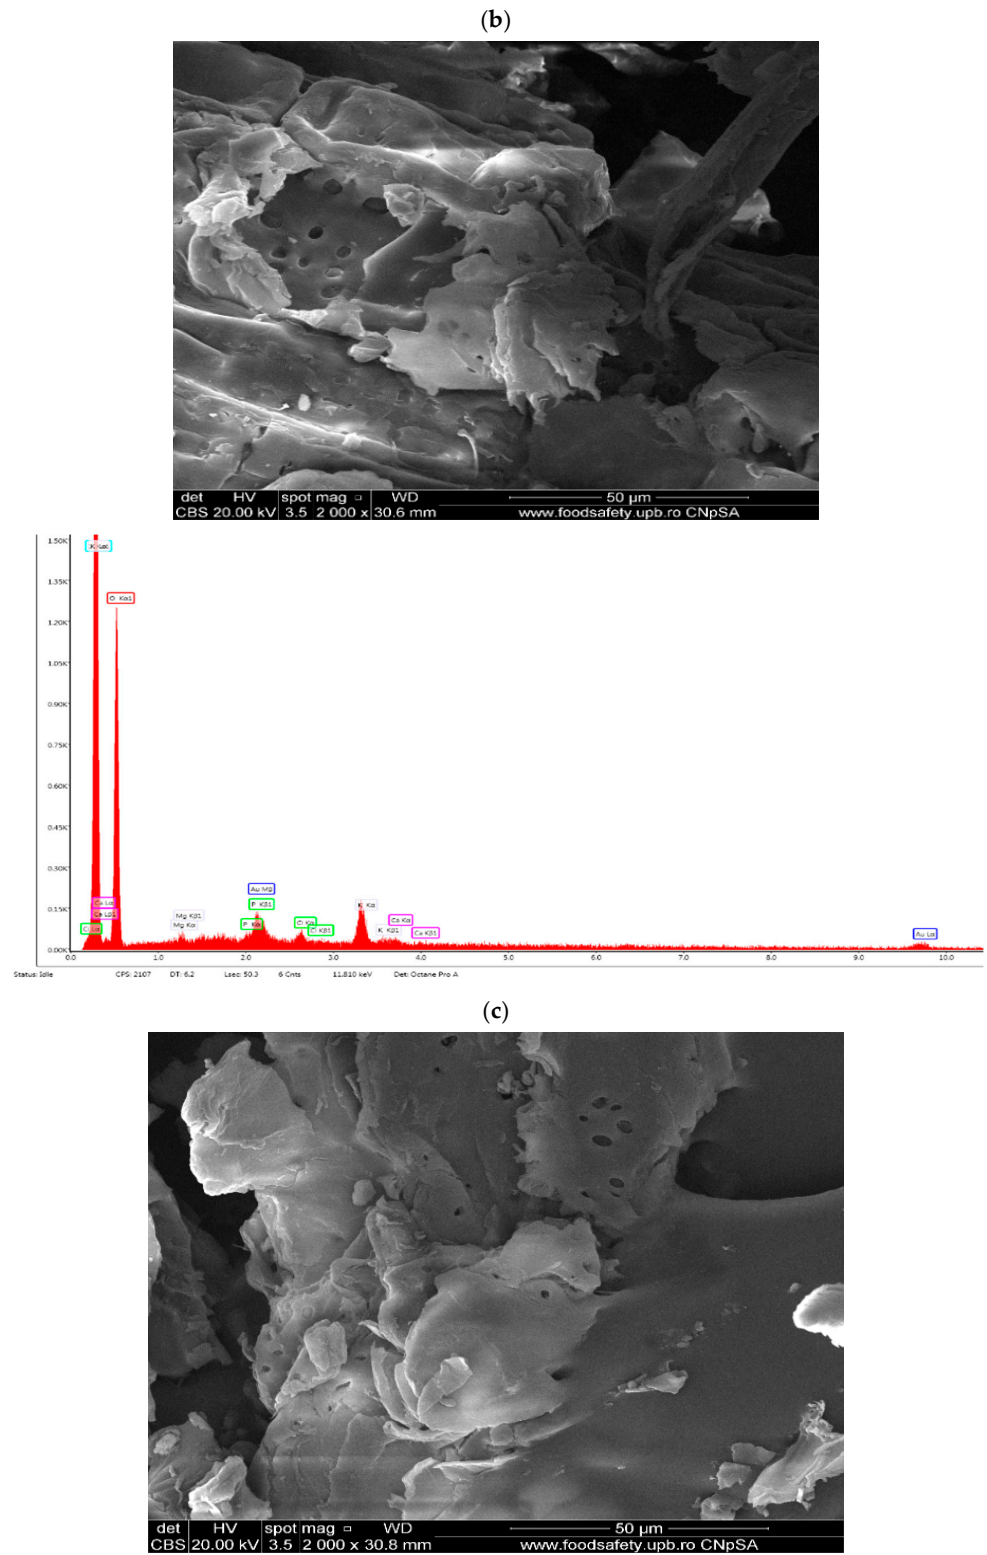 (b)
det HV spot mag □ WD 50 µm
CBS 20.00 kV 3.5 2 000 x 30.6 mm www.foodsafety.upb.ro CNpSA
1.50K
1.35K
1.20K
1.05K
0.90K
0.75K
0.60K
0.45K
0.30K
0.15K
0.00K
O Kα1
Ca Lα
Ca Lβ1
Cl Lα
Mg Kβ1
Mg Kα
Au Mβ
P Kβ1
P Kα
Cl Kα
Cl Kβ1
K Kα
K Kβ1
Ca Kα
Ca Kβ1
Au Lα
0.0 1.0 2.0 3.0 4.0 5.0 6.0 7.0 8.0 9.0 10.0
Status: Idle CPS: 2107 DT: 6.2 Lsec: 50.3 6 Cnts 11.810 keV Det: Octane Pro A
(c)
det HV spot mag □ WD 50 µm
CBS 20.00 kV 3.5 2 000 x 30.8 mm www.foodsafety.upb.ro CNpSA